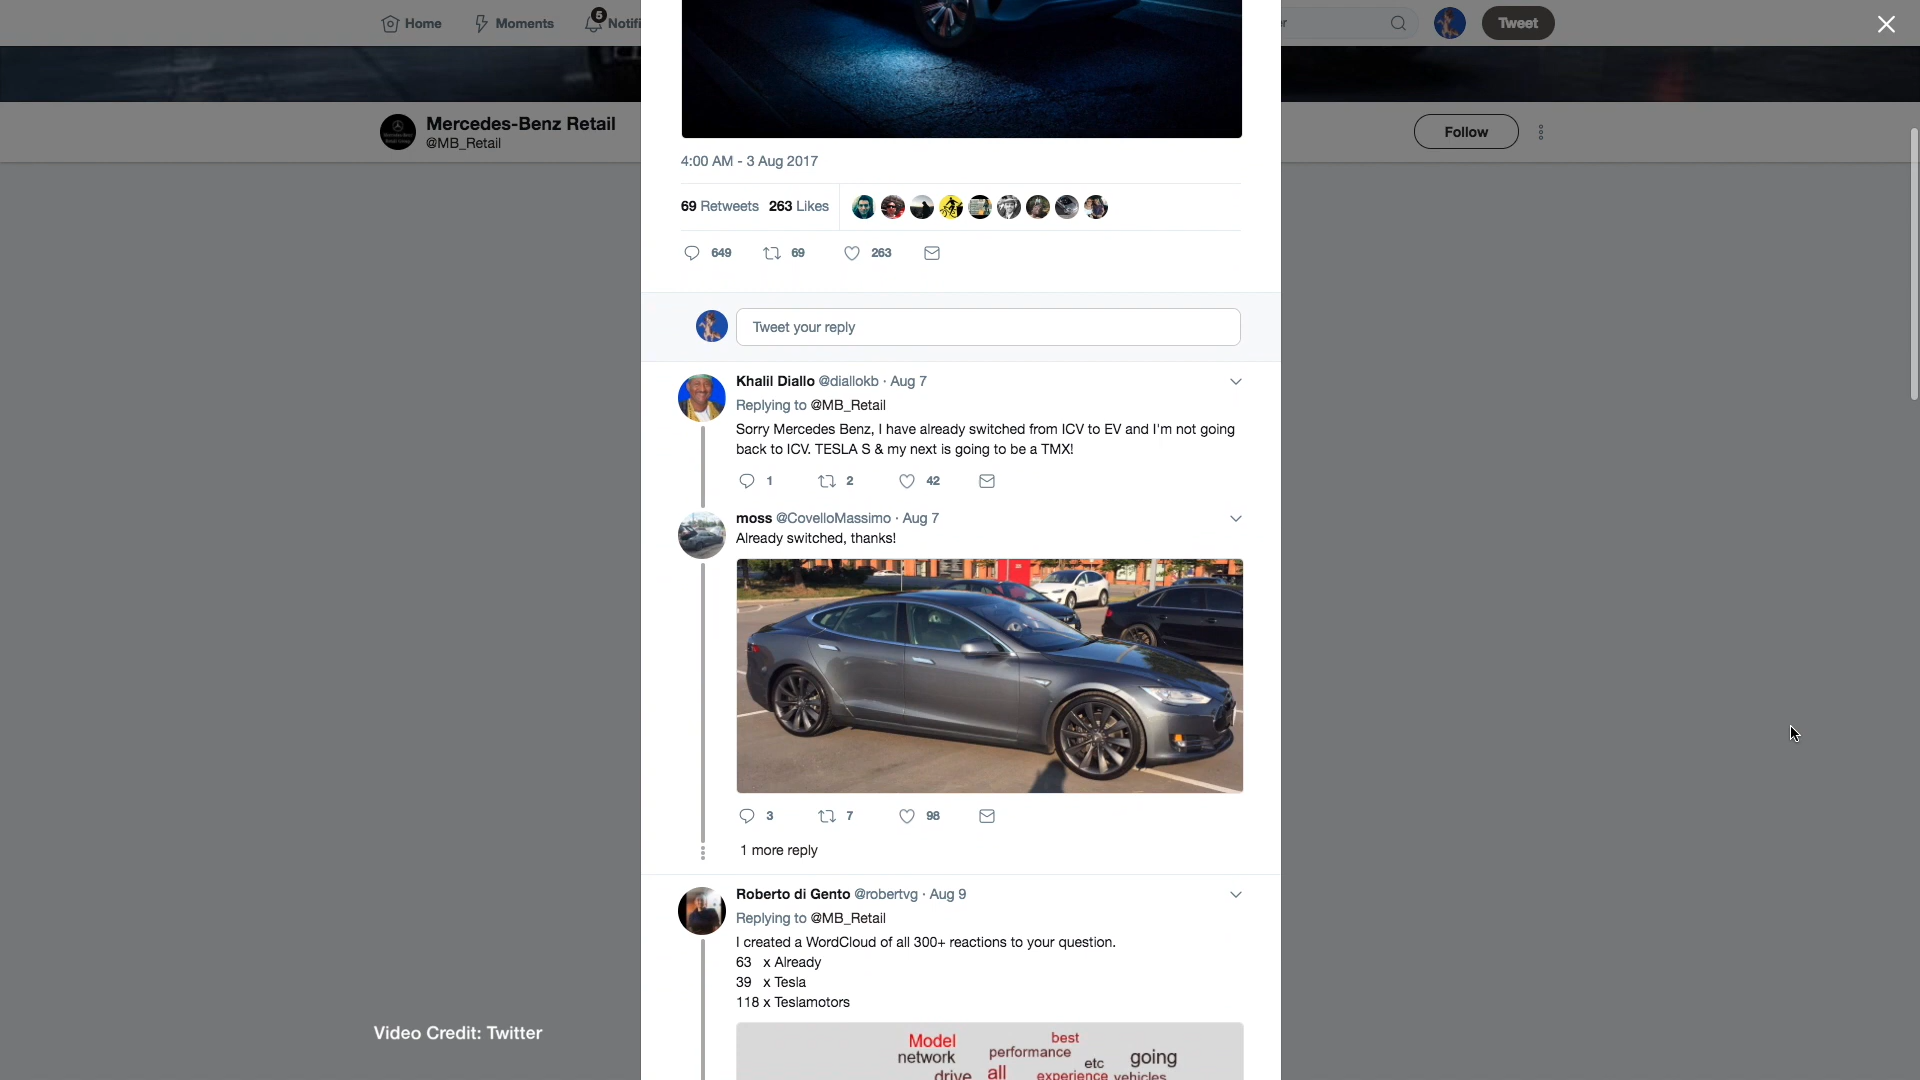 Home
Moments
5
Notifi
er
Tweet
Mercedes-Benz Retail
@MB_Retail
Follow
4:00 AM - 3 Aug 2017
69 Retweets 263 Likes
649 69 263
Tweet your reply
Khalil Diallo @diallokb · Aug 7
Replying to @MB_Retail
Sorry Mercedes Benz, I have already switched from ICV to EV and I'm not going
back to ICV. TESLA S & my next is going to be a TMX!
1 2 42
moss @CovelloMassimo · Aug 7
Already switched, thanks!
3 7 98
1 more reply
Roberto di Gento @robertvg · Aug 9
Replying to @MB_Retail
I created a WordCloud of all 300+ reactions to your question.
63 x Already
39 x Tesla
118 x Teslamotors
Model best
network performance etc going
drive all experience vehicles
Video Credit: Twitter